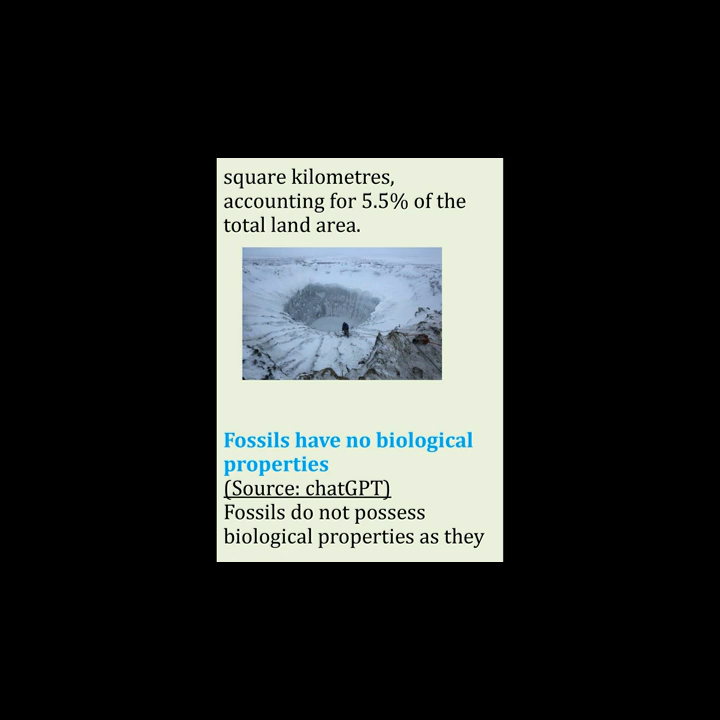 square kilometres,
accounting for 5.5% of the
total land area.
Fossils have no biological
properties
(Source: chatGPT)
Fossils do not possess
biological properties as they